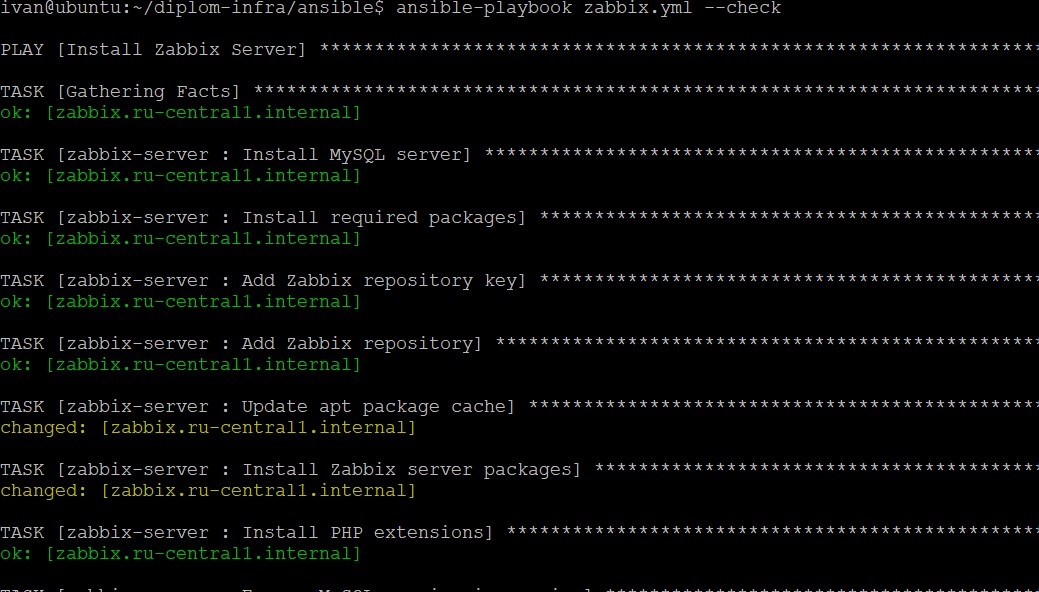 ivan@ubuntu:~/diplom-infra/ansible$ ansible-playbook zabbix.yml --check
PLAY [Install Zabbix Server] ******************************************************************
TASK [Gathering Facts] ************************************************************************
ok: [zabbix.ru-central1.internal]
TASK [zabbix-server : Install MySQL server] ***************************************************
ok: [zabbix.ru-central1.internal]
TASK [zabbix-server : Install required packages] **********************************************
ok: [zabbix.ru-central1.internal]
TASK [zabbix-server : Add Zabbix repository key] **********************************************
ok: [zabbix.ru-central1.internal]
TASK [zabbix-server : Add Zabbix repository] **************************************************
ok: [zabbix.ru-central1.internal]
TASK [zabbix-server : Update apt package cache] ***********************************************
changed: [zabbix.ru-central1.internal]
TASK [zabbix-server : Install Zabbix server packages] *****************************************
changed: [zabbix.ru-central1.internal]
TASK [zabbix-server : Install PHP extensions] *************************************************
ok: [zabbix.ru-central1.internal]